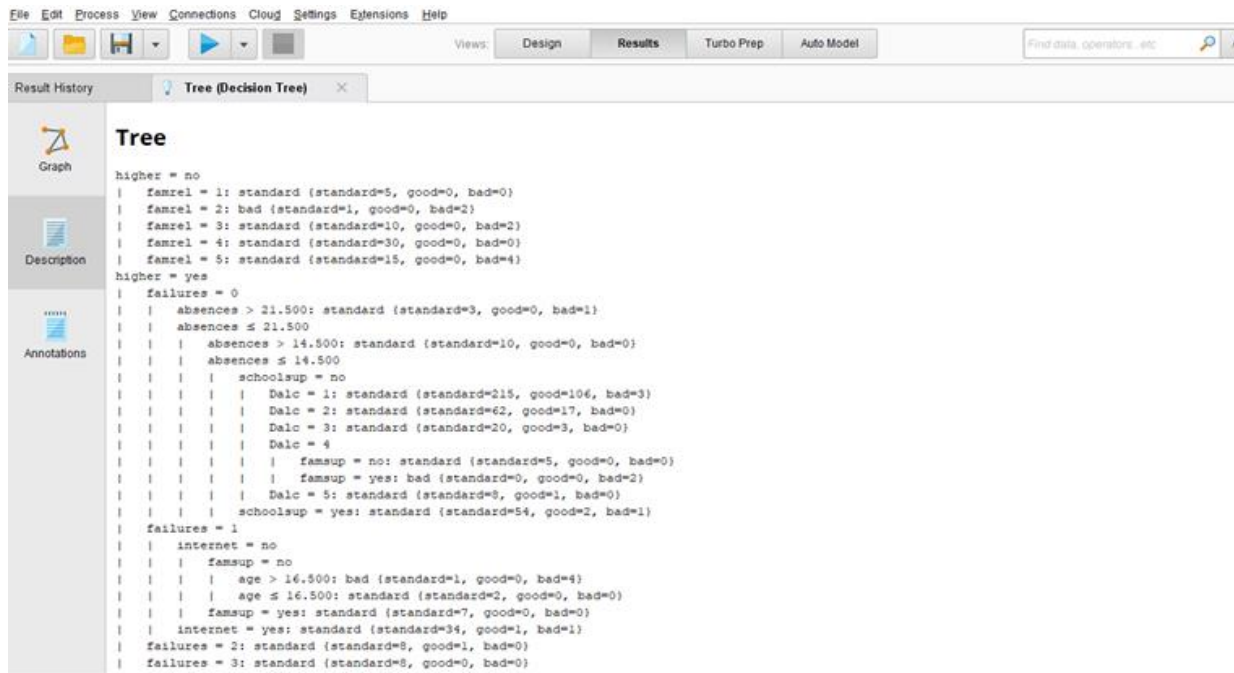 File Edit Process View Connections Cloud Settings Extensions Help
Views: Design Results Turbo Prep Auto Model Find data, operators...etc
Result History Tree (Decision Tree)
Graph
Description
Annotations
Tree
higher = no
|   famrel = 1: standard {standard=5, good=0, bad=0}
|   famrel = 2: bad {standard=1, good=0, bad=2}
|   famrel = 3: standard {standard=10, good=0, bad=2}
|   famrel = 4: standard {standard=30, good=0, bad=0}
|   famrel = 5: standard {standard=15, good=0, bad=4}
higher = yes
|   failures = 0
|   |   absences > 21.500: standard {standard=3, good=0, bad=1}
|   |   absences ≤ 21.500
|   |   |   absences > 14.500: standard {standard=10, good=0, bad=0}
|   |   |   absences ≤ 14.500
|   |   |   |   schoolsup = no
|   |   |   |   |   Dalc = 1: standard {standard=215, good=106, bad=3}
|   |   |   |   |   Dalc = 2: standard {standard=62, good=17, bad=0}
|   |   |   |   |   Dalc = 3: standard {standard=20, good=3, bad=0}
|   |   |   |   |   Dalc = 4
|   |   |   |   |   |   famsup = no: standard {standard=5, good=0, bad=0}
|   |   |   |   |   |   famsup = yes: bad {standard=0, good=0, bad=2}
|   |   |   |   |   Dalc = 5: standard {standard=8, good=1, bad=0}
|   |   |   |   schoolsup = yes: standard {standard=54, good=2, bad=1}
|   failures = 1
|   |   internet = no
|   |   |   famsup = no
|   |   |   |   age > 16.500: bad {standard=1, good=0, bad=4}
|   |   |   |   age ≤ 16.500: standard {standard=2, good=0, bad=0}
|   |   |   famsup = yes: standard {standard=7, good=0, bad=0}
|   |   internet = yes: standard {standard=34, good=1, bad=1}
|   failures = 2: standard {standard=8, good=1, bad=0}
|   failures = 3: standard {standard=8, good=0, bad=0}